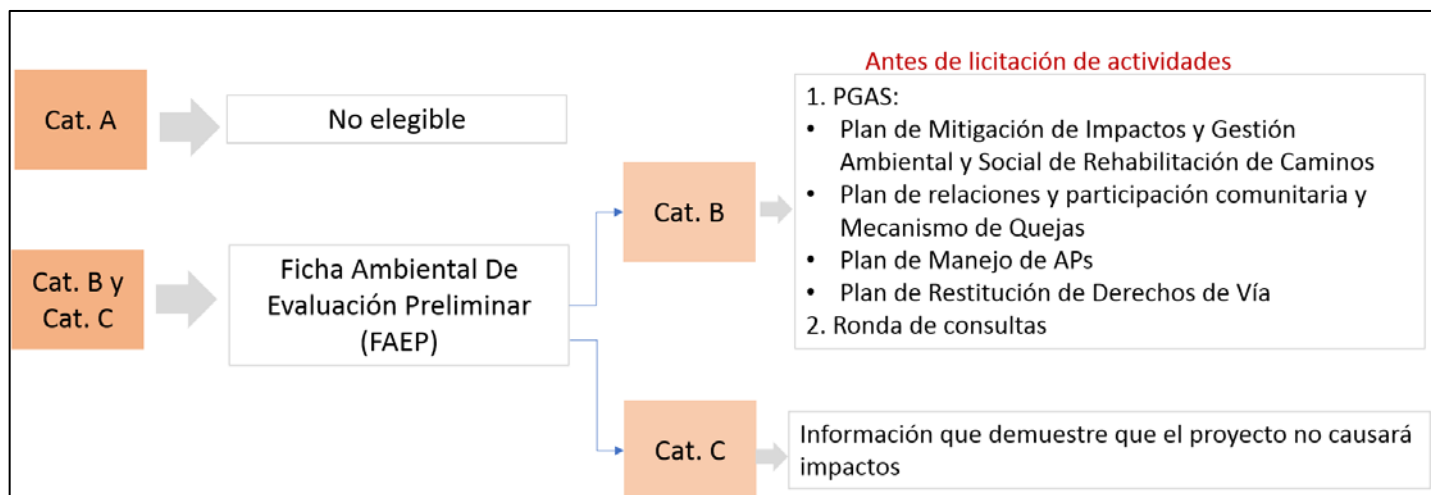 Cat. A
No elegible
Cat. B y
Cat. C
Ficha Ambiental De
Evaluación Preliminar
(FAEP)
Cat. B
Antes de licitación de actividades
1. PGAS:
• Plan de Mitigación de Impactos y Gestión
Ambiental y Social de Rehabilitación de Caminos
• Plan de relaciones y participación comunitaria y
Mecanismo de Quejas
• Plan de Manejo de APs
• Plan de Restitución de Derechos de Vía
2. Ronda de consultas
Cat. C
Información que demuestre que el proyecto no causará
impactos